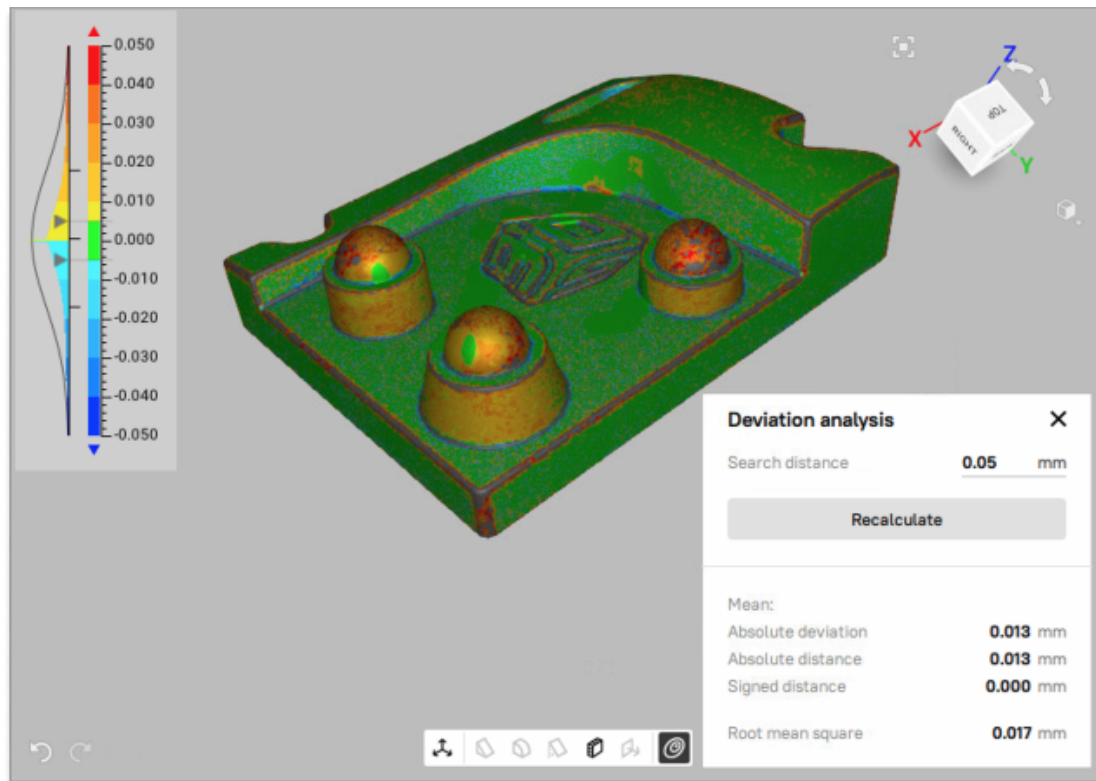 0.050
0.040
0.030
0.020
0.010
0.000
-0.010
-0.020
-0.030
-0.040
-0.050
Z
X
Y
TOP
RIGHT
Deviation analysis
Search distance 0.05 mm
Recalculate
Mean:
Absolute deviation 0.013 mm
Absolute distance 0.013 mm
Signed distance 0.000 mm
Root mean square 0.017 mm